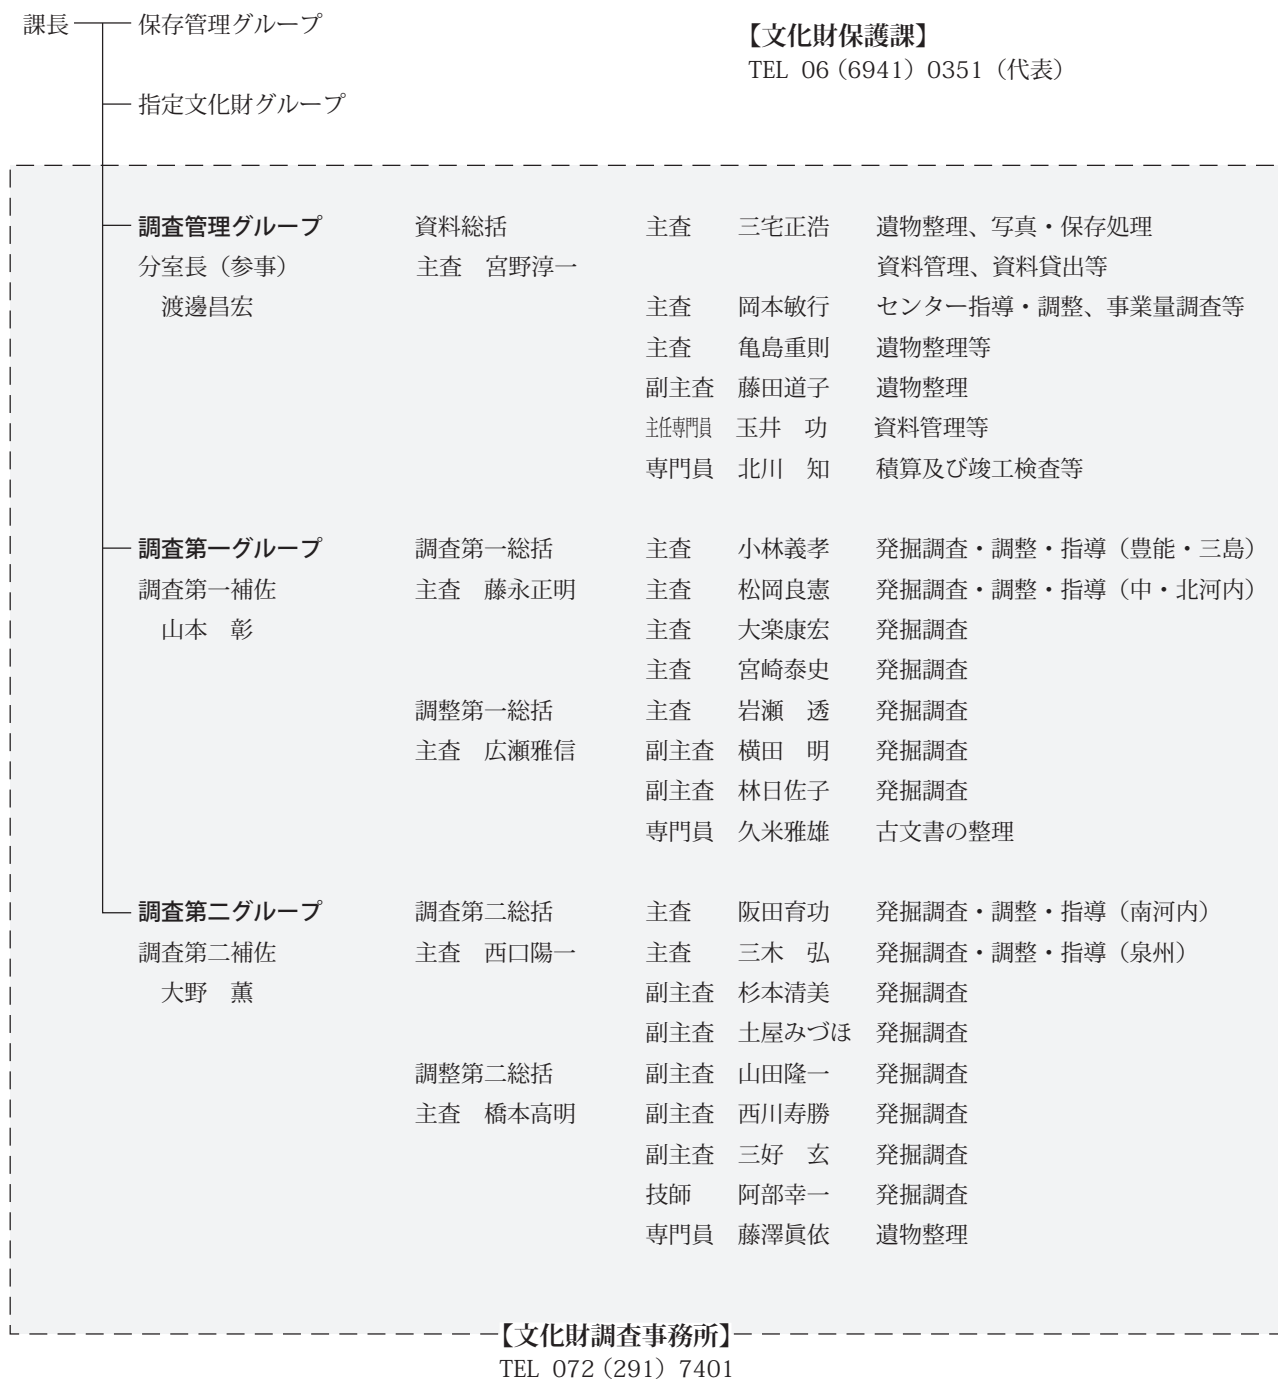 課長 保存管理グループ
【文化財保護課】
TEL 06(6941)0351(代表)
指定文化財グループ
調査管理グループ 資料総括 主査 三宅正浩 遺物整理、写真・保存処理
分室長(参事) 主査 宮野淳一 資料管理、資料貸出等
渡邊昌宏 主査 岡本敏行 センター指導・調整、事業量調査等
主査 亀島重則 遺物整理等
副主査 藤田道子 遺物整理
主任専門員 玉井 功 資料管理等
専門員 北川 知 積算及び竣工検査等
調査第一グループ 調査第一総括 主査 小林義孝 発掘調査・調整・指導(豊能・三島)
調査第一補佐 主査 藤永正明 主査 松岡良憲 発掘調査・調整・指導(中・北河内)
山本 彰 主査 大楽康宏 発掘調査
主査 宮崎泰史 発掘調査
調整第一総括 主査 岩瀬 透 発掘調査
主査 広瀬雅信 副主査 横田 明 発掘調査
副主査 林日佐子 発掘調査
専門員 久米雅雄 古文書の整理
調査第二グループ 調査第二総括 主査 阪田育功 発掘調査・調整・指導(南河内)
調査第二補佐 主査 西口陽一 主査 三木 弘 発掘調査・調整・指導(泉州)
大野 薫 副主査 杉本清美 発掘調査
副主査 土屋みづほ 発掘調査
調整第二総括 副主査 山田隆一 発掘調査
主査 橋本高明 副主査 西川寿勝 発掘調査
副主査 三好 玄 発掘調査
技師 阿部幸一 発掘調査
専門員 藤澤眞依 遺物整理
【文化財調査事務所】
TEL 072(291)7401